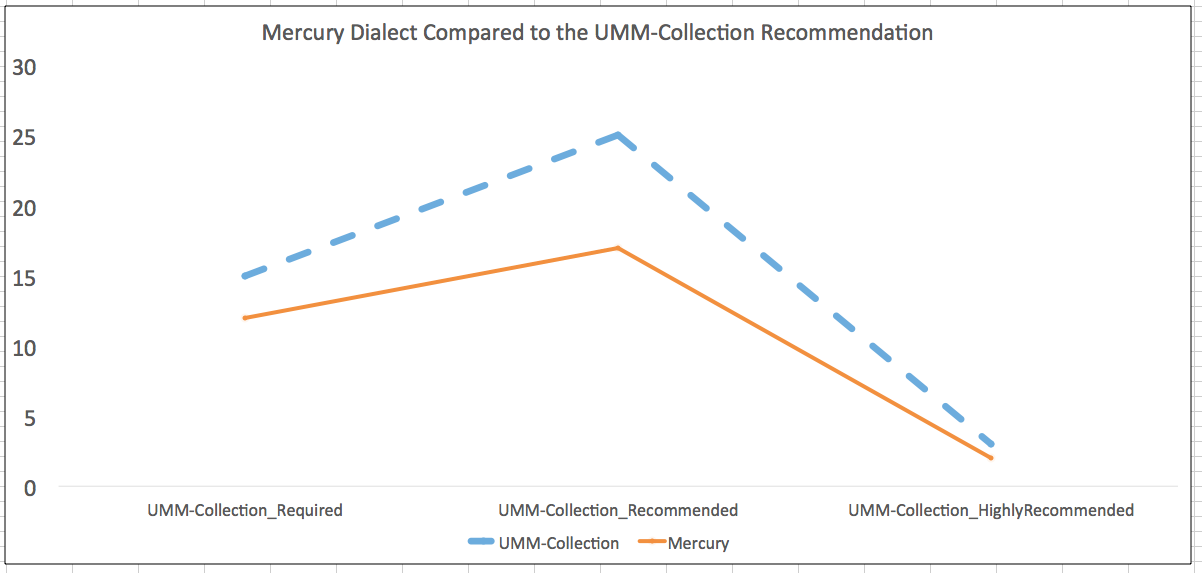 Mercury Dialect Compared to the UMM-Collection Recommendation
30
25
20
15
10
5
0
UMM-Collection_Required UMM-Collection_Recommended UMM-Collection_HighlyRecommended
UMM-Collection Mercury